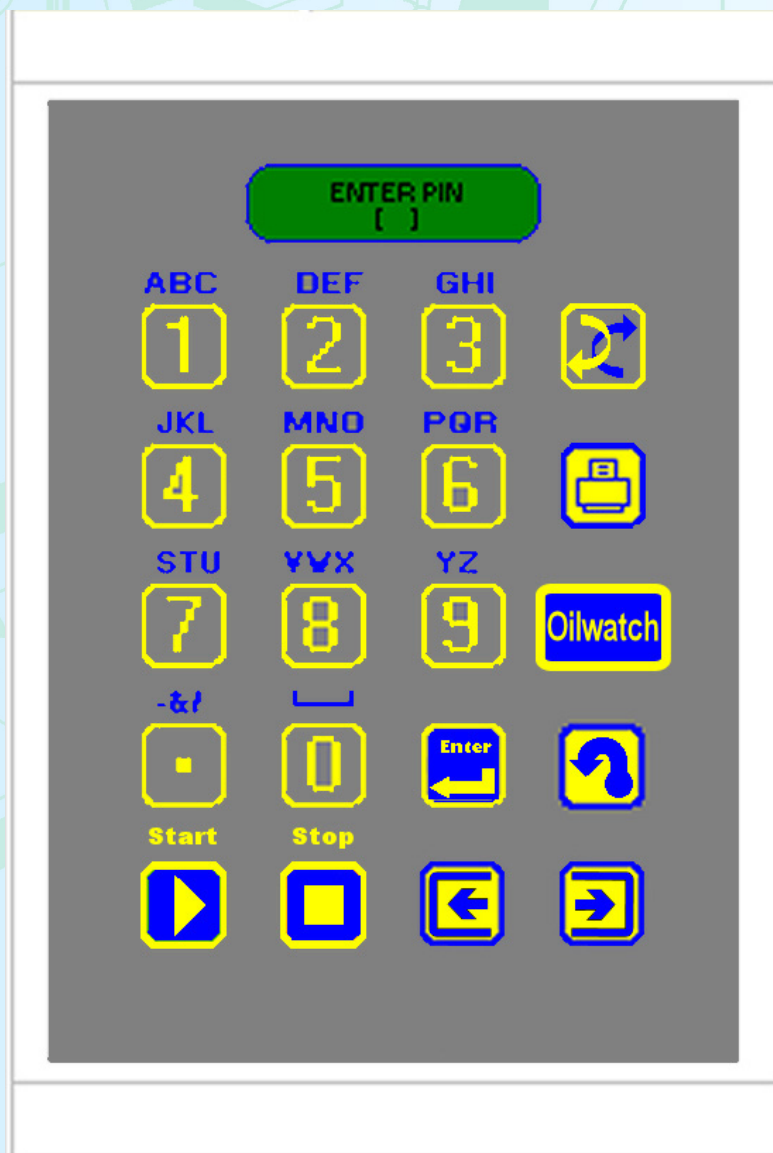 ENTER PIN
[ ]
ABC DEF GHI
1 2 3
JKL MNO PQR
4 5 6
STU VWX YZ
7 8 9 Oilwatch
-&/
. 0 Enter
Start Stop